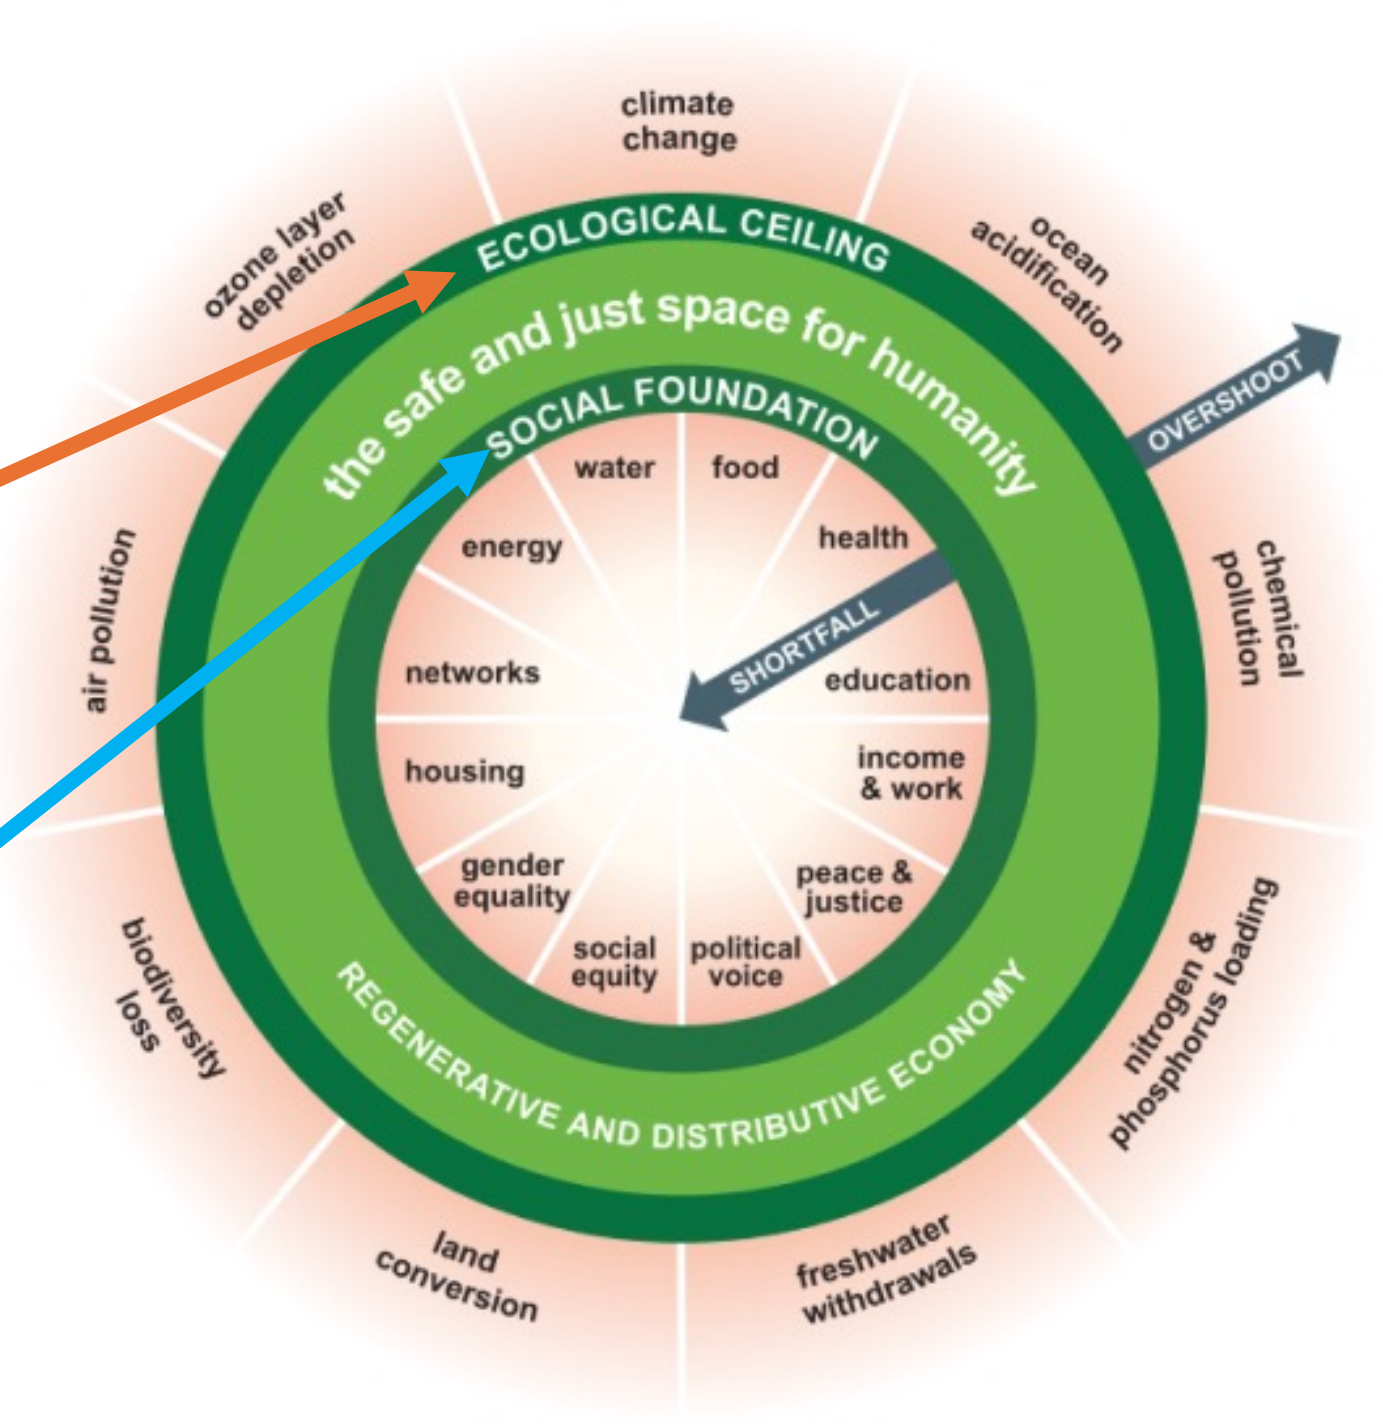 climate
change
ocean
acidification
ozone layer
depletion
ECOLOGICAL CEILING
the safe and just space for humanity
OVERSHOOT
SOCIAL FOUNDATION
water
food
energy
health
SHORTFALL
networks
education
housing
income
& work
gender
equality
peace &
justice
social
equity
political
voice
REGENERATIVE AND DISTRIBUTIVE ECONOMY
air pollution
chemical
pollution
biodiversity
loss
nitrogen &
phosphorus loading
land
conversion
freshwater
withdrawals